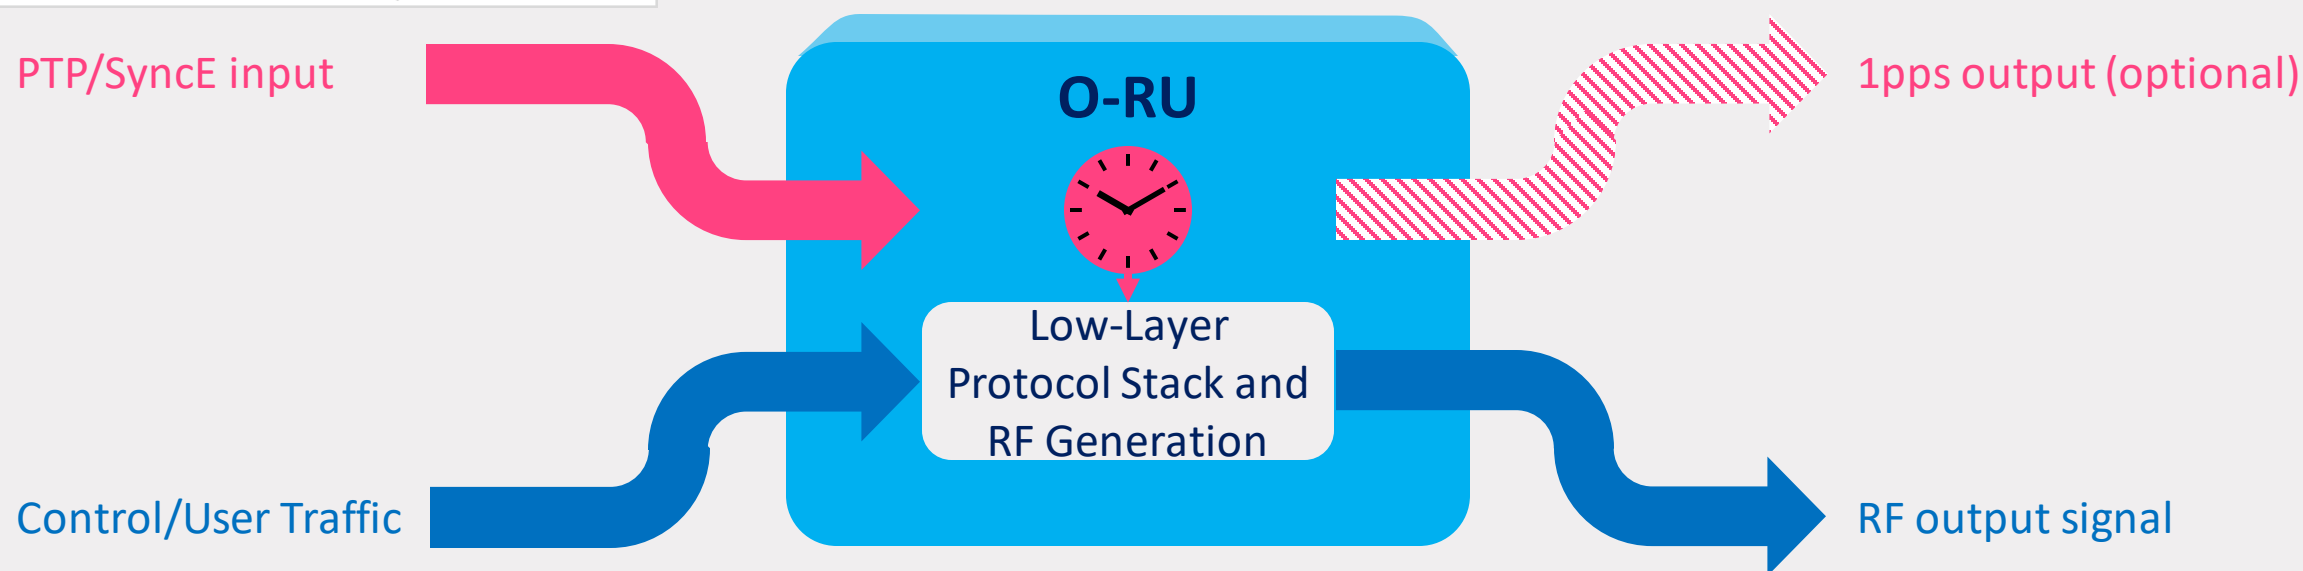 PTP/SyncE input
O-RU
1pps output (optional)
Low-Layer
Protocol Stack and
RF Generation
Control/User Traffic
RF output signal